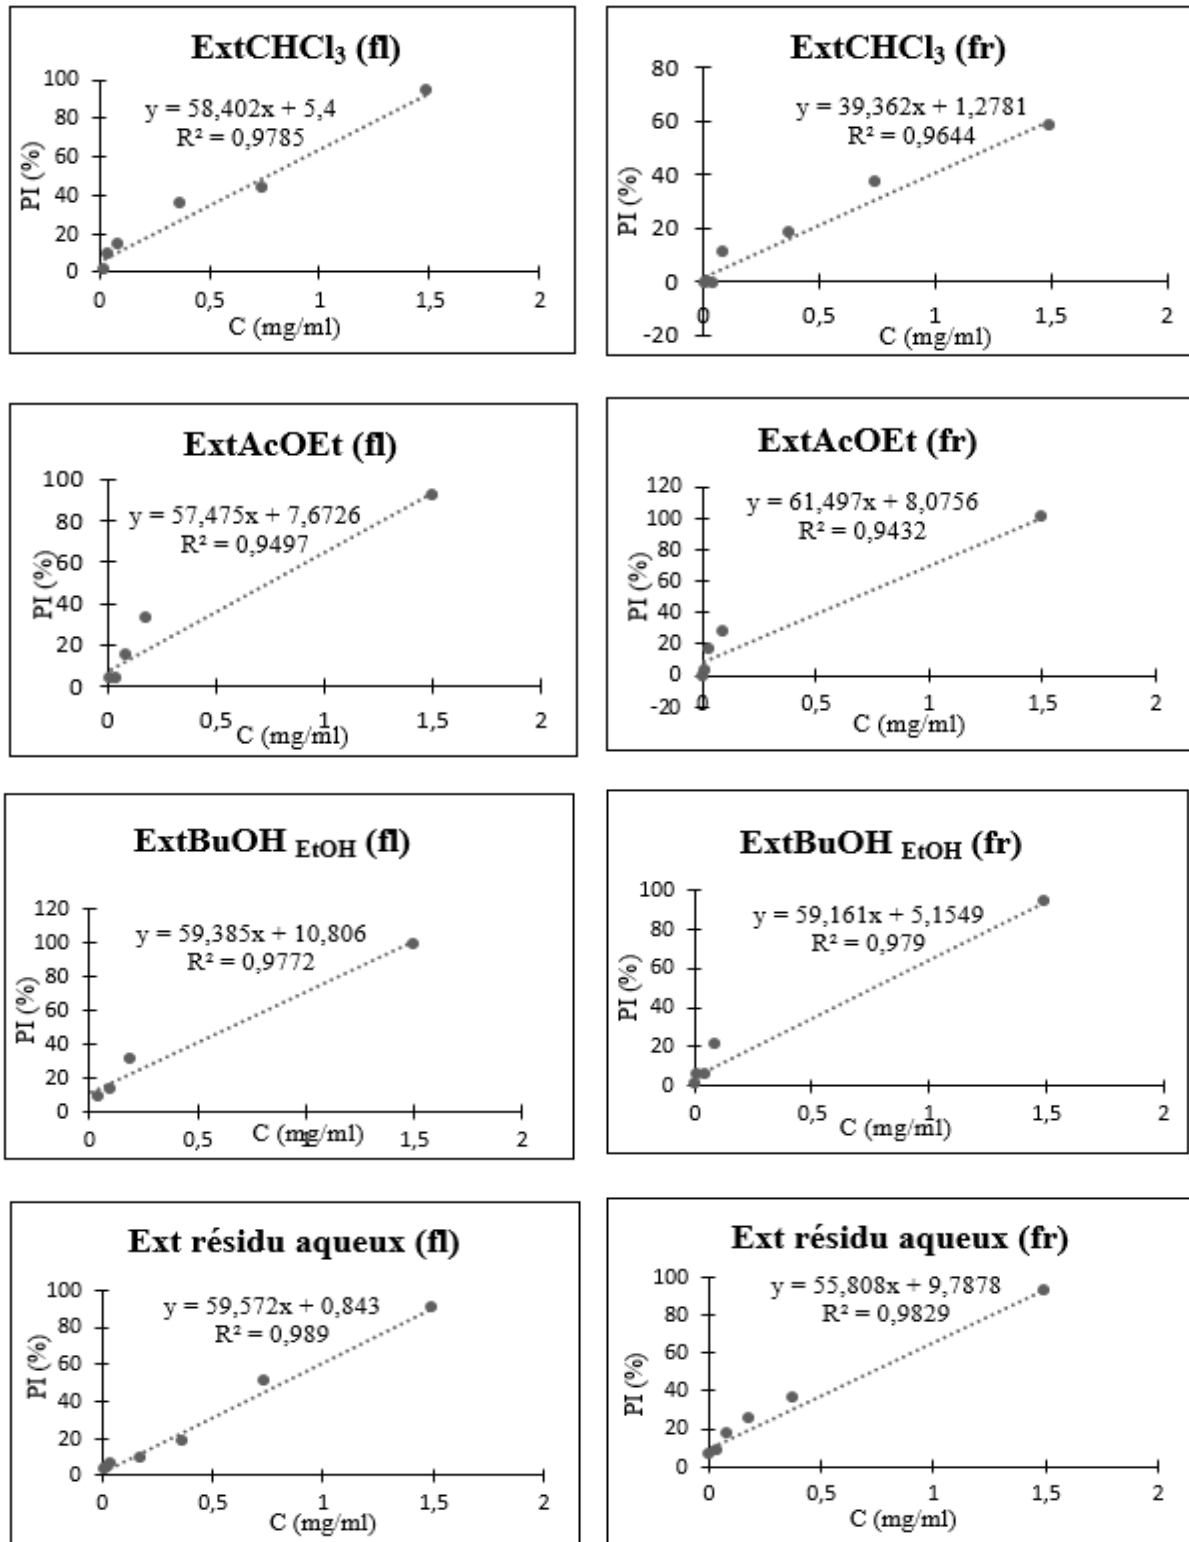 ExtCHCl₃ (fl)
y = 58,402x + 5,4
R² = 0,9785
PI (%)
100
80
60
40
20
0
0 0,5 1 1,5 2
C (mg/ml)
ExtCHCl₃ (fr)
y = 39,362x + 1,2781
R² = 0,9644
PI (%)
80
60
40
20
0
-20
0 0,5 1 1,5 2
C (mg/ml)
ExtAcOEt (fl)
y = 57,475x + 7,6726
R² = 0,9497
PI (%)
100
80
60
40
20
0
0 0,5 1 1,5 2
C (mg/ml)
ExtAcOEt (fr)
y = 61,497x + 8,0756
R² = 0,9432
PI (%)
120
100
80
60
40
20
0
-20
0 0,5 1 1,5 2
C (mg/ml)
ExtBuOH EtOH (fl)
y = 59,385x + 10,806
R² = 0,9772
PI (%)
120
100
80
60
40
20
0
0 0,5 1 1,5 2
C (mg/ml)
ExtBuOH EtOH (fr)
y = 59,161x + 5,1549
R² = 0,979
PI (%)
100
80
60
40
20
0
0 0,5 1 1,5 2
C (mg/ml)
Ext résidu aqueux (fl)
y = 59,572x + 0,843
R² = 0,989
PI (%)
100
80
60
40
20
0
0 0,5 1 1,5 2
C (mg/ml)
Ext résidu aqueux (fr)
y = 55,808x + 9,7878
R² = 0,9829
PI (%)
100
80
60
40
20
0
0 0,5 1 1,5 2
C (mg/ml)